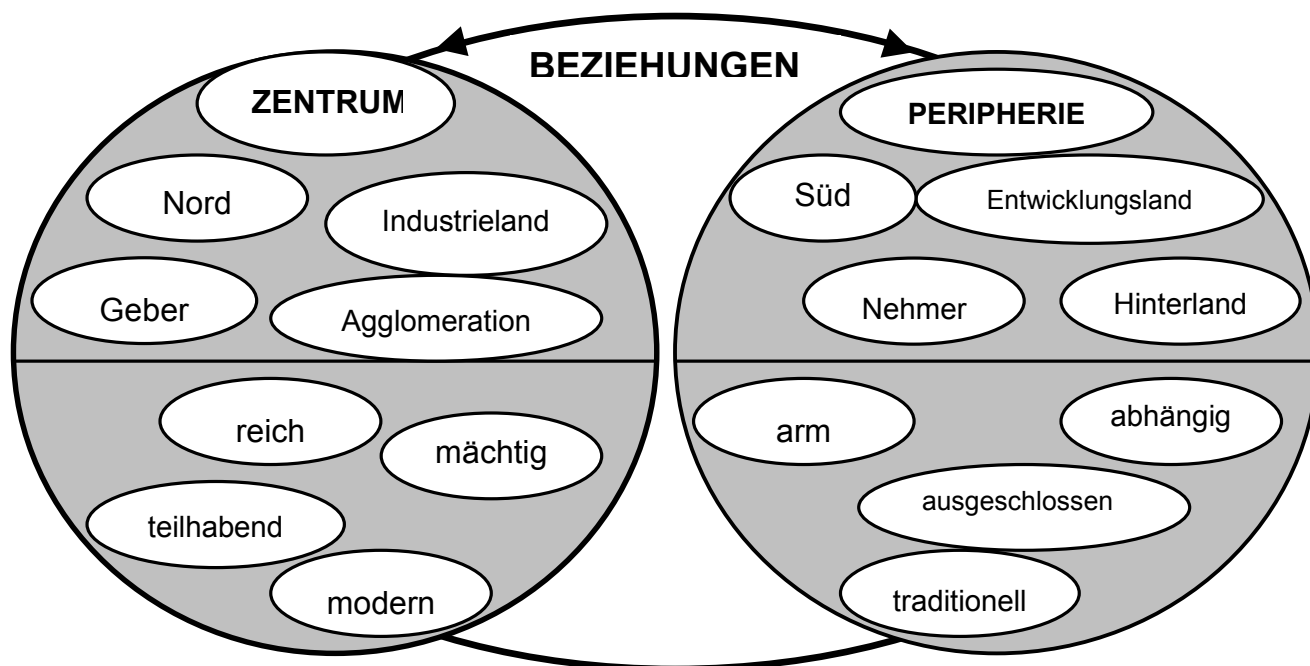 BEZIEHUNGEN
ZENTRUM
Nord
Industrieland
Geber
Agglomeration
reich
mächtig
teilhabend
modern
PERIPHERIE
Süd
Entwicklungsland
Nehmer
Hinterland
arm
abhängig
ausgeschlossen
traditionell